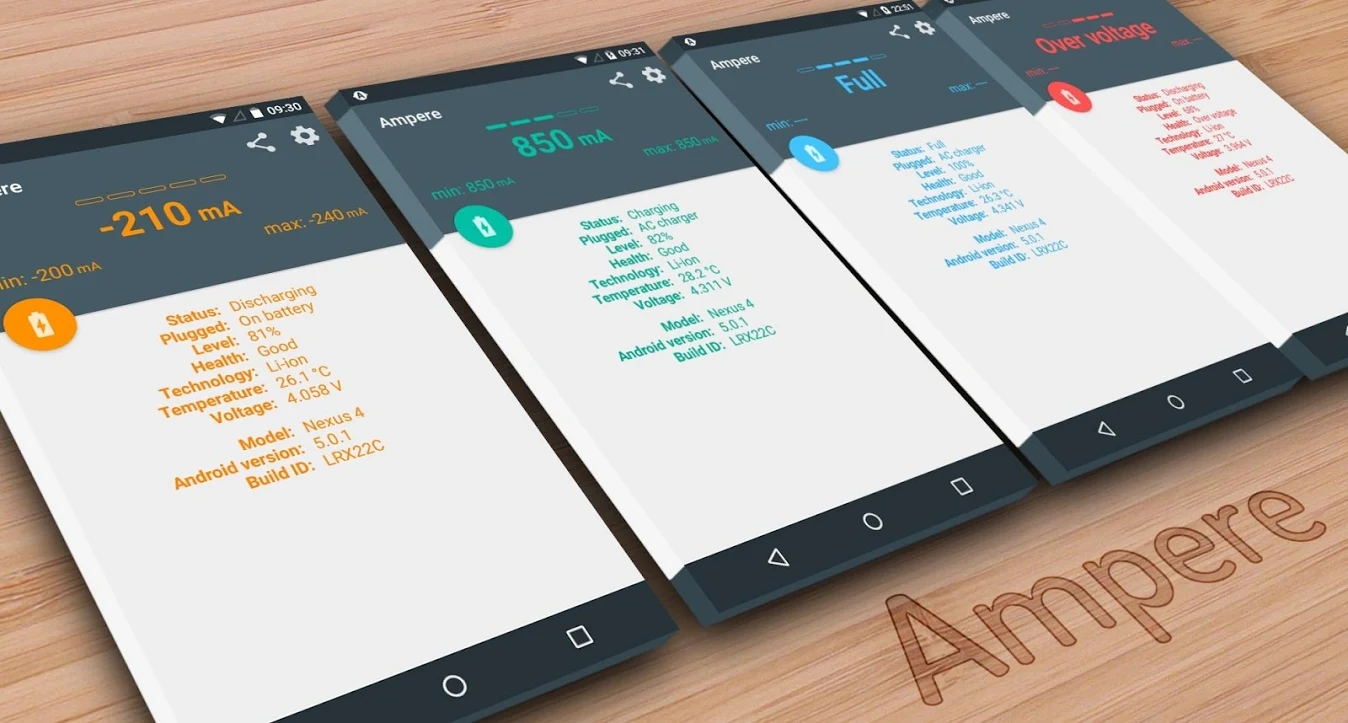 09:30
ere
-210 mA
min: -200 mA
max: -240 mA
Status: Discharging
Plugged: On battery
Level: 81%
Health: Good
Technology: Li-ion
Temperature: 26.1 °C
Voltage: 4.058 V
Model: Nexus 4
Android version: 5.0.1
Build ID: LRX22C
09:31
Ampere
850 mA
min: 850 mA
max: 850 mA
Status: Charging
Plugged: AC charger
Level: 82%
Health: Good
Technology: Li-ion
Temperature: 28.2 °C
Voltage: 4.311 V
Model: Nexus 4
Android version: 5.0.1
Build ID: LRX22C
22:51
Ampere
Full
min: —
max: —
Status: Full
Plugged: AC charger
Level: 100%
Health: Good
Technology: Li-ion
Temperature: 26.3 °C
Voltage: 4.341 V
Model: Nexus 4
Android version: 5.0.1
Build ID: LRX22C
Ampere
Over voltage
min: —
max: —
Status: Discharging
Plugged: On battery
Level: 68%
Health: Over voltage
Technology: Li-ion
Temperature: 27 °C
Voltage: 3.954 V
Model: Nexus 4
Android version: 5.0.1
Build ID: LRX22C
Ampere